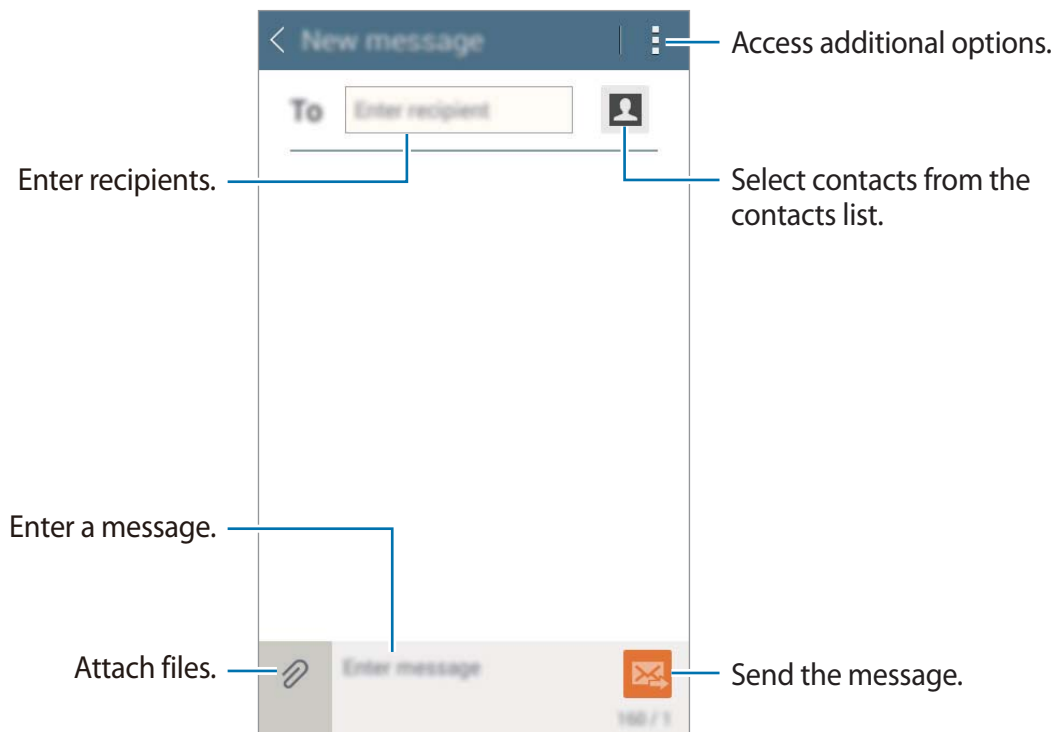 New message
Access additional options.
To
Enter recipient
Enter recipients.
Select contacts from the
contacts list.
Enter a message.
Attach files.
Enter message
Send the message.
160 / 1